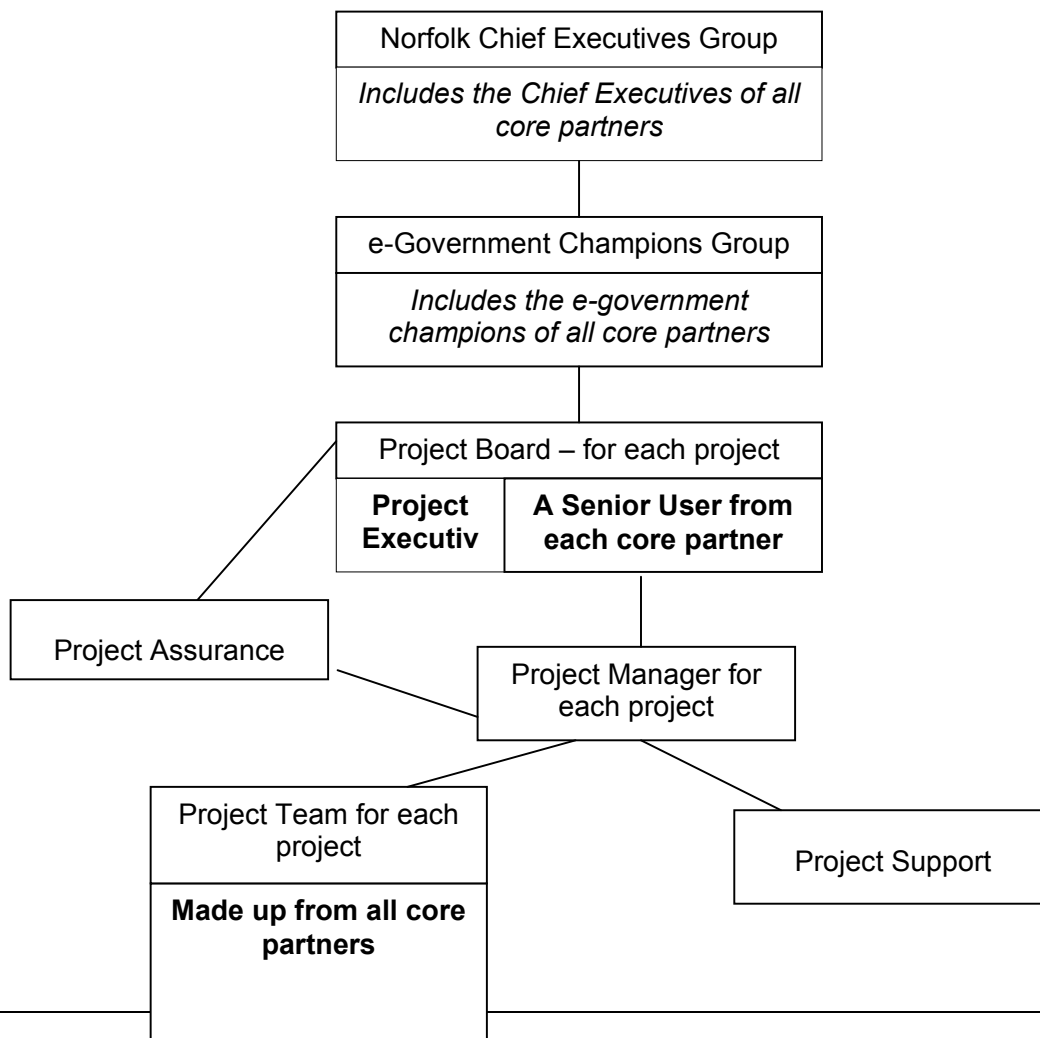 Norfolk Chief Executives Group
Includes the Chief Executives of all
core partners
e-Government Champions Group
Includes the e-government
champions of all core partners
Project Board – for each project
Project
Executiv
A Senior User from
each core partner
Project Assurance
Project Manager for
each project
Project Team for each
project
Made up from all core
partners
Project Support